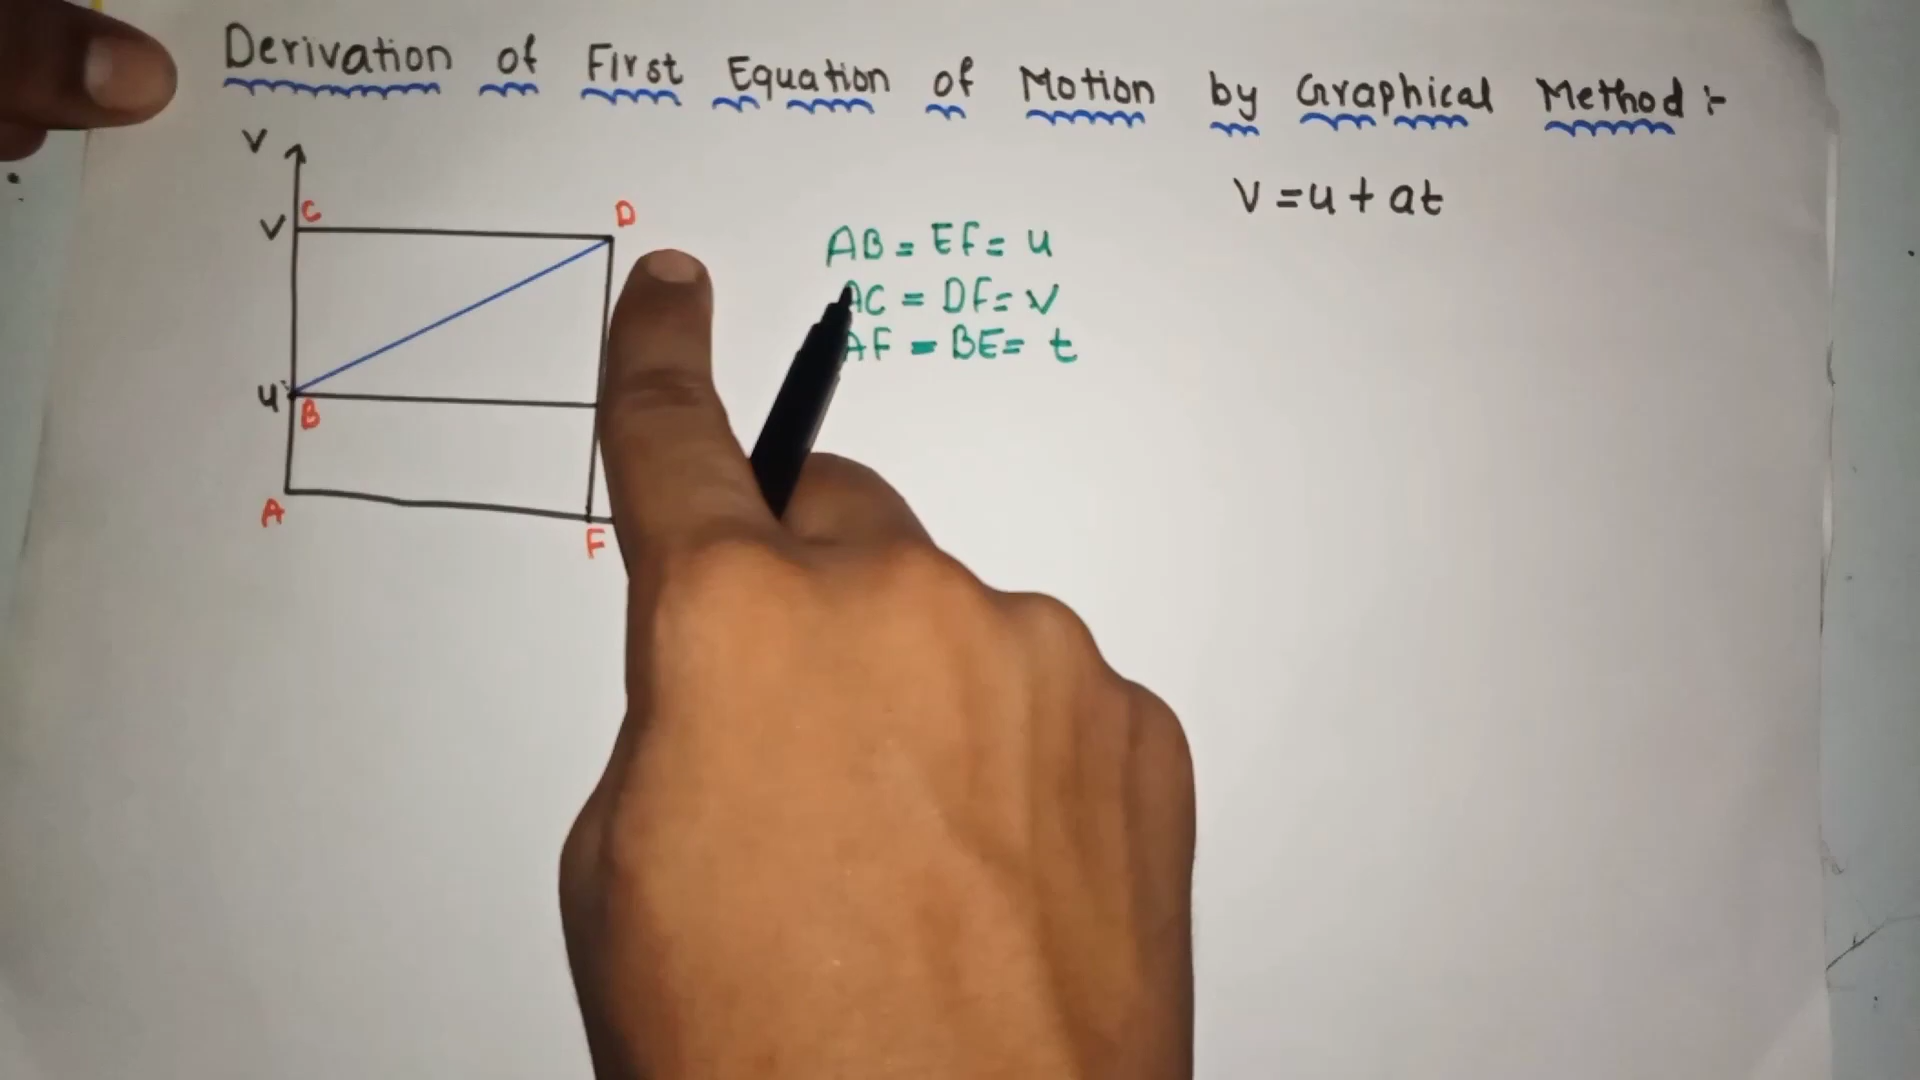 Derivation of First Equation of Motion by Graphical Method :-
V
V = u + at
C
D
V
AB = EF = u
AC = DF = V
AF = BE = t
u
B
A
F